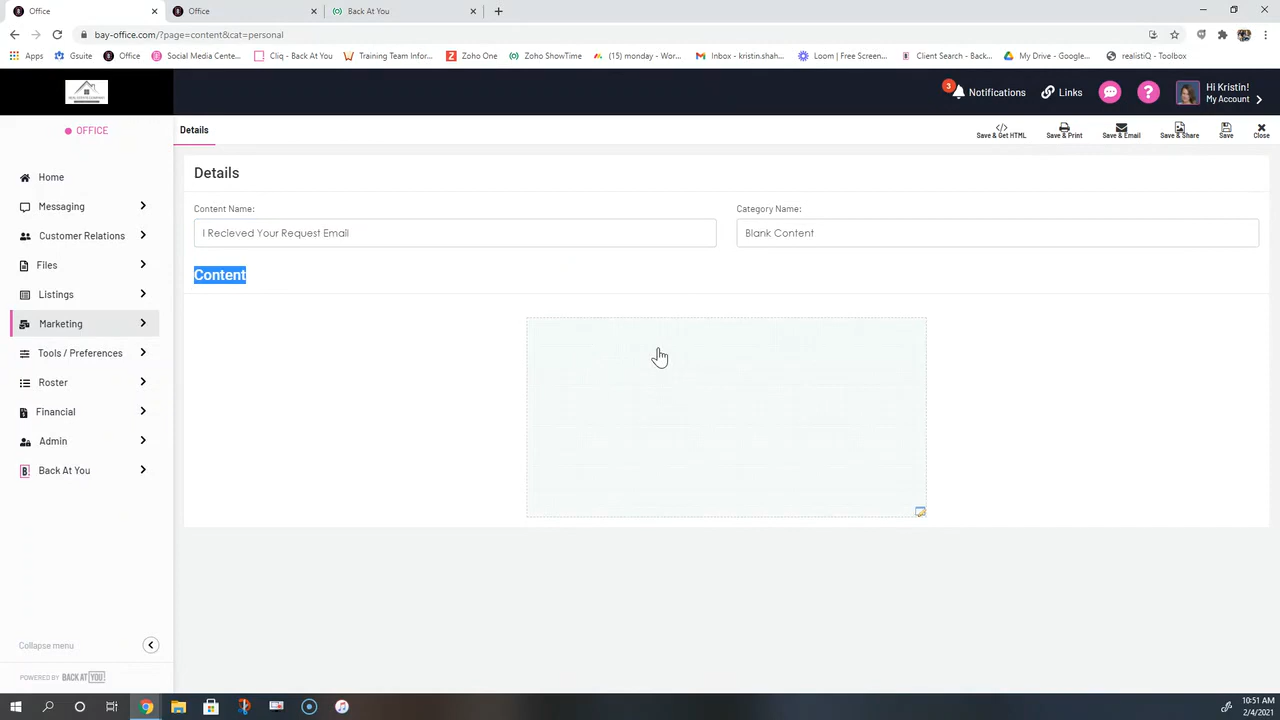 Office
Office
Back At You
bay-office.com/?page=content&cat=personal
Apps
Gsuite
Office
Social Media Cente...
Cliq - Back At You
Training Team Infor...
Zoho One
Zoho ShowTime
(15) monday - Wor...
Inbox - kristin.shah...
Loom | Free Screen...
Client Search - Back...
My Drive - Google...
realistiQ - Toolbox
3
Notifications
Links
Hi Kristin!
My Account
OFFICE
Details
Save & Get HTML
Save & Print
Save & Email
Save & Share
Save
Close
Home
Messaging
Customer Relations
Files
Listings
Marketing
Tools / Preferences
Roster
Financial
Admin
Back At You
Details
Content Name:
Category Name:
I Recieved Your Request Email
Blank Content
Content
Collapse menu
POWERED BY BACK AT YOU!
10:51 AM
2/4/2021